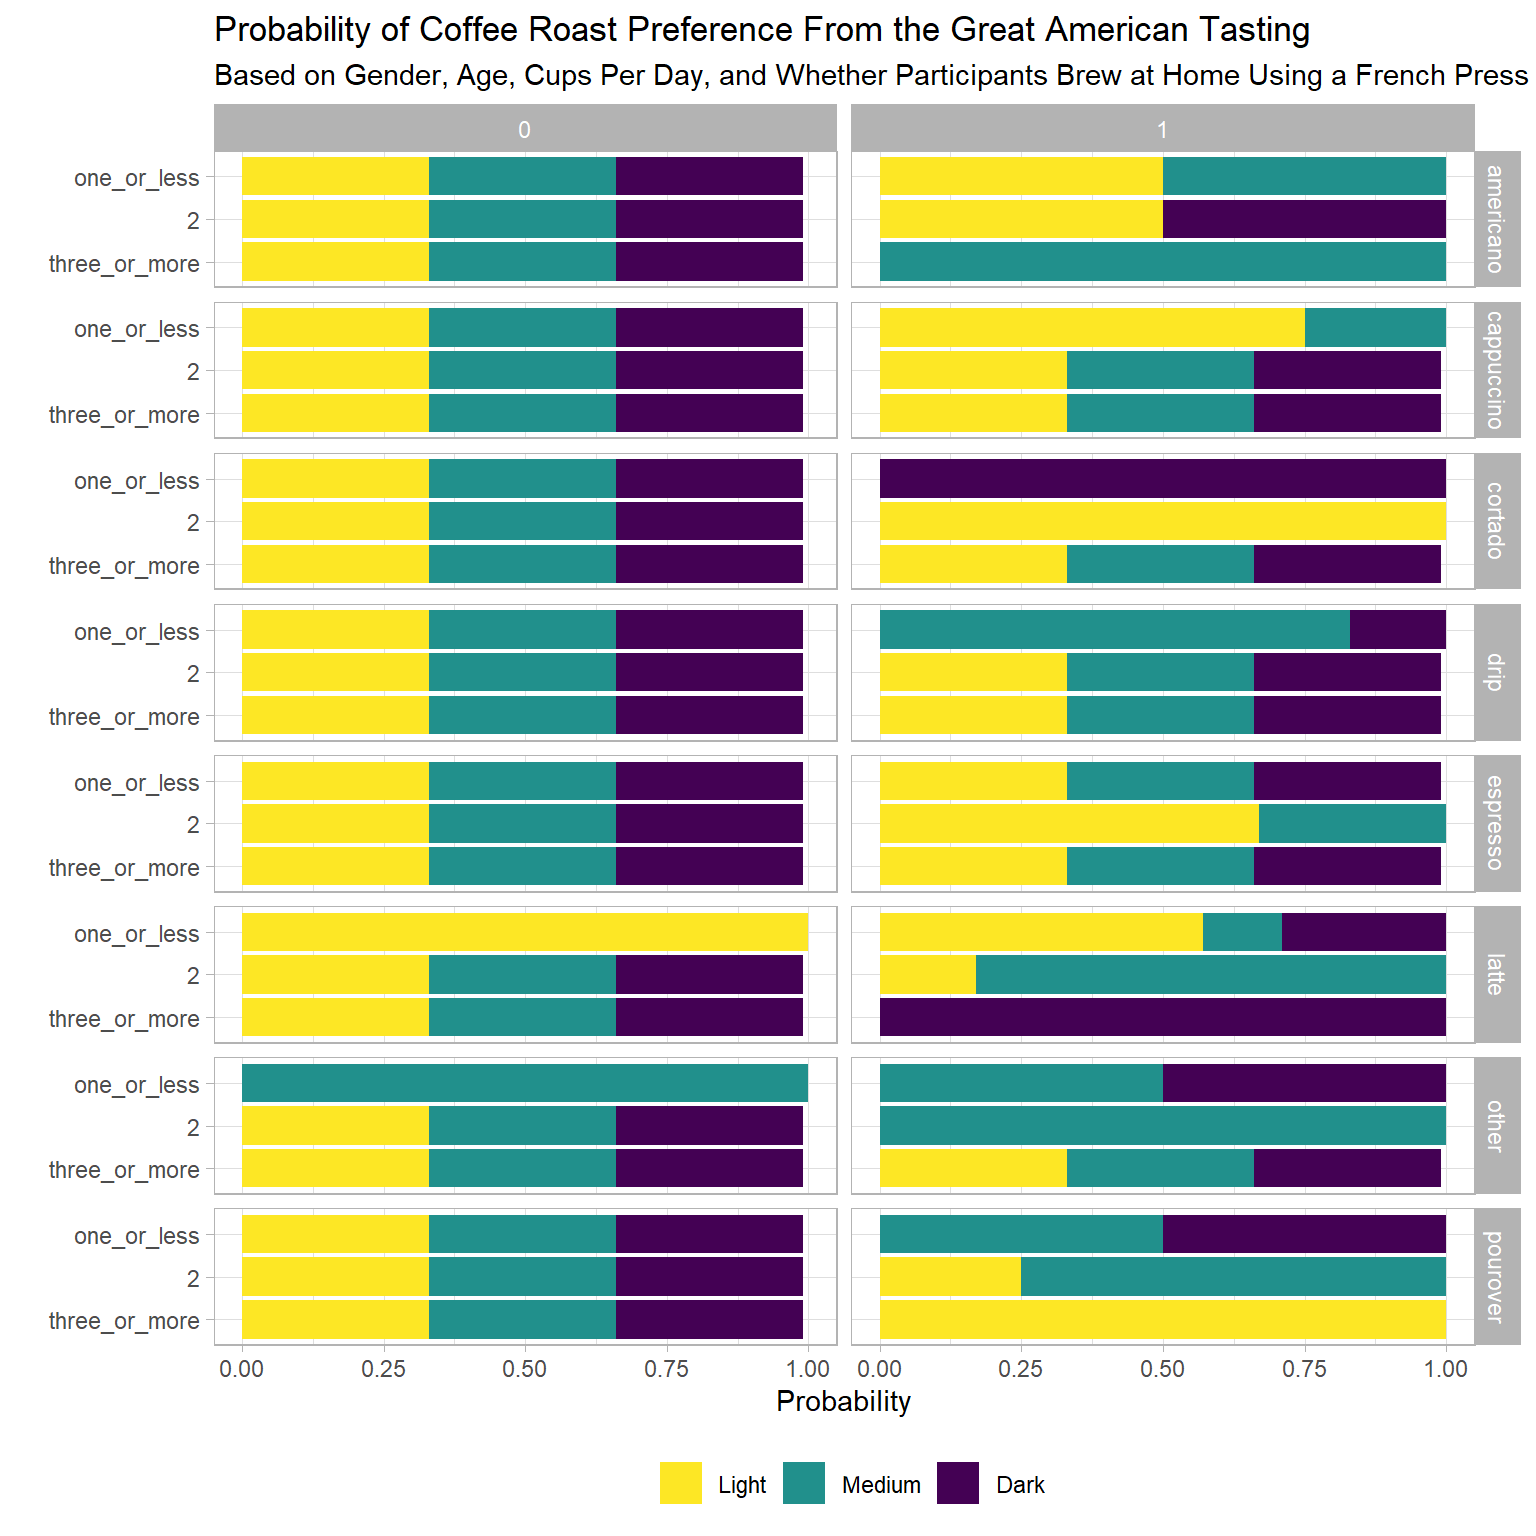 Probability of Coffee Roast Preference From the Great American Tasting
Based on Gender, Age, Cups Per Day, and Whether Participants Brew at Home Using a French Press
0
1
one_or_less
2
three_or_more
americano
one_or_less
2
three_or_more
cappuccino
one_or_less
2
three_or_more
cortado
one_or_less
2
three_or_more
drip
one_or_less
2
three_or_more
espresso
one_or_less
2
three_or_more
latte
one_or_less
2
three_or_more
other
one_or_less
2
three_or_more
pourover
0.00 0.25 0.50 0.75 1.00 0.00 0.25 0.50 0.75 1.00
Probability
Light Medium Dark